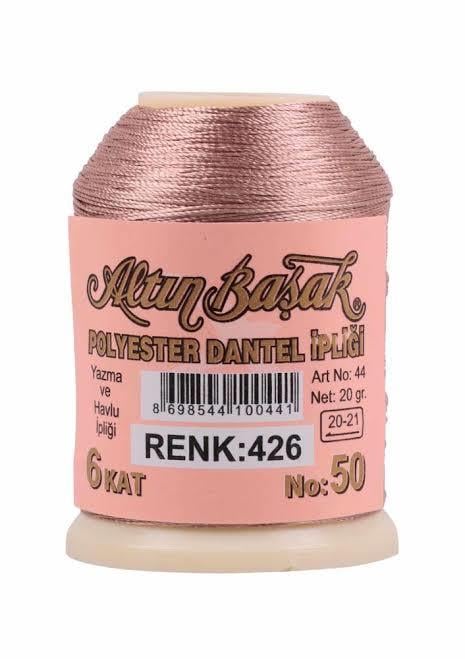 Altın Başak ®
POLYESTER DANTEL İPLİĞİ
Yazma
ve
Havlu
İpliği
8 698544 100441
Art No: 44
Net: 20 gr.
20-21
RENK:426
6 KAT
No: 50